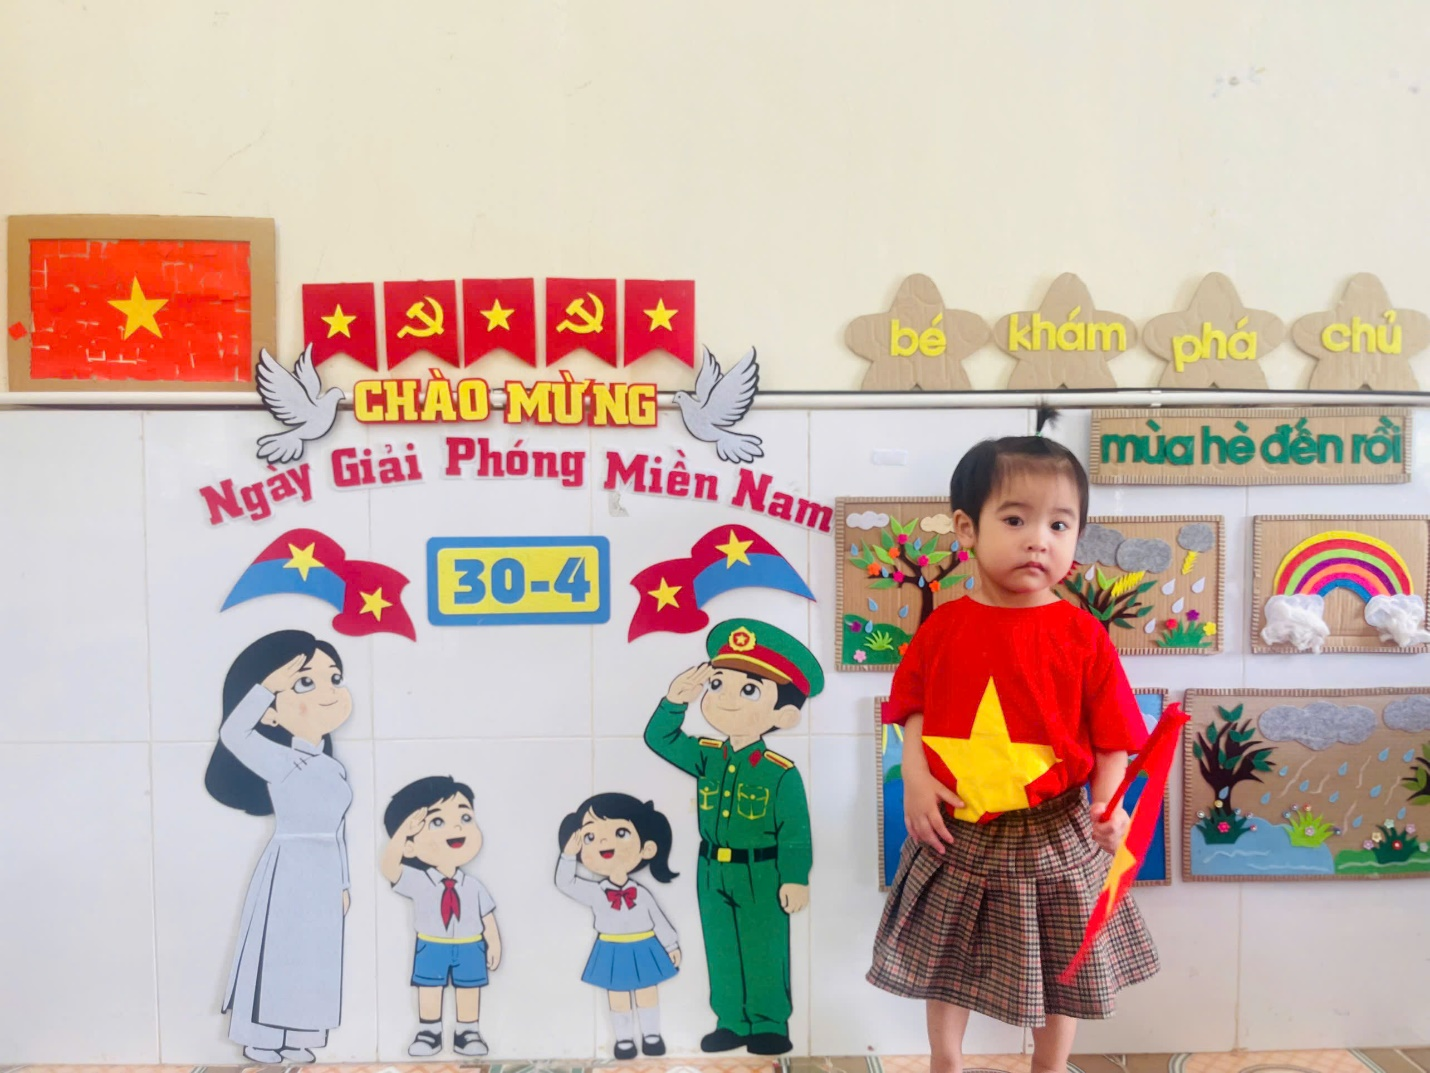 CHÀO MỪNG
Ngày Giải Phóng Miền Nam
30-4
bé khám phá chủ
mùa hè đến rồi